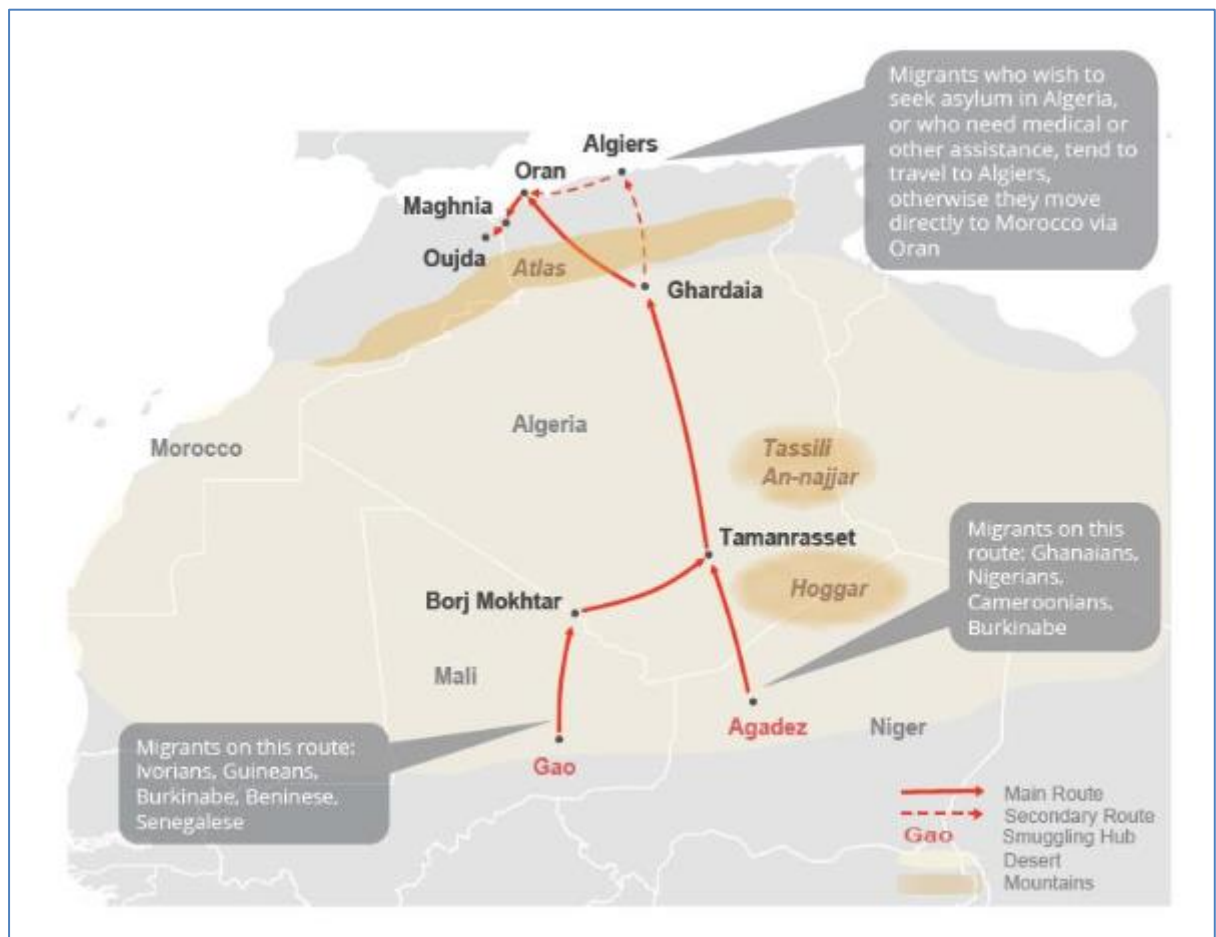 Migrants who wish to
seek asylum in Algeria,
or who need medical or
other assistance, tend to
travel to Algiers,
otherwise they move
directly to Morocco via
Oran
Algiers
Oran
Maghnia
Oujda
Atlas
Ghardaia
Algeria
Morocco
Tassili
An-najjar
Tamanrasset
Hoggar
Migrants on this
route: Ghanaians,
Nigerians,
Cameroonians,
Burkinabe
Borj Mokhtar
Mali
Agadez
Niger
Gao
Migrants on this route:
Ivorians, Guineans,
Burkinabe, Beninese,
Senegalese
Main Route
Secondary Route
Gao Smuggling Hub
Desert
Mountains